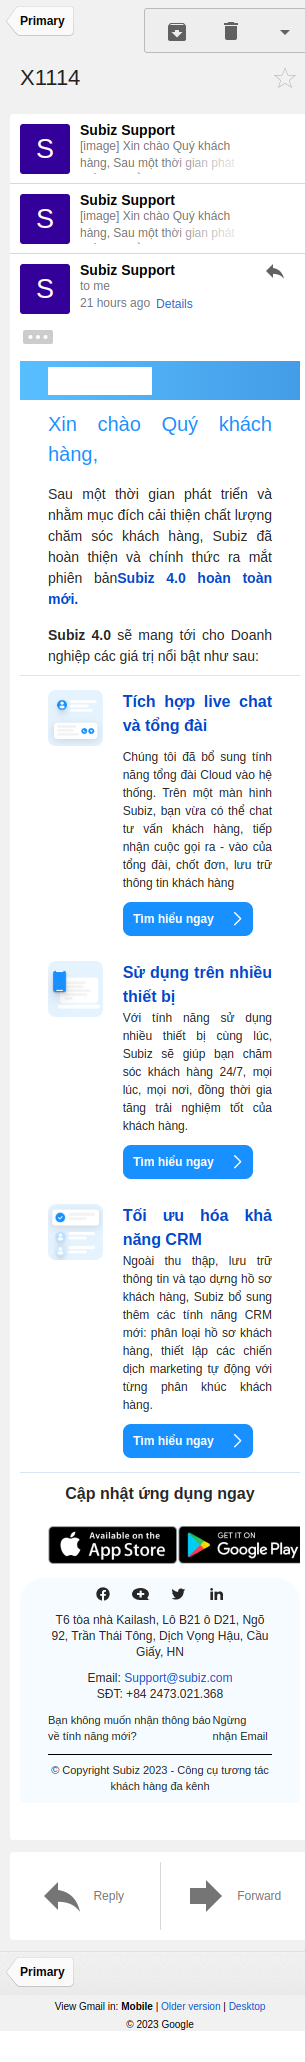 Primary
X1114
S
Subiz Support
[image] Xin chào Quý khách
hàng, Sau một thời gian phát
S
Subiz Support
[image] Xin chào Quý khách
hàng, Sau một thời gian phát
S
Subiz Support
to me
21 hours ago Details
Xin chào Quý khách
hàng,
Sau một thời gian phát triển và
nhằm mục đích cải thiện chất lượng
chăm sóc khách hàng, Subiz đã
hoàn thiện và chính thức ra mắt
phiên bảnSubiz 4.0 hoàn toàn
mới.
Subiz 4.0 sẽ mang tới cho Doanh
nghiệp các giá trị nổi bật như sau:
Tích hợp live chat
và tổng đài
Chúng tôi đã bổ sung tính
năng tổng đài Cloud vào hệ
thống. Trên một màn hình
Subiz, bạn vừa có thể chat
tư vấn khách hàng, tiếp
nhận cuộc gọi ra - vào của
tổng đài, chốt đơn, lưu trữ
thông tin khách hàng
Tìm hiểu ngay
Sử dụng trên nhiều
thiết bị
Với tính năng sử dụng
nhiều thiết bị cùng lúc,
Subiz sẽ giúp bạn chăm
sóc khách hàng 24/7, mọi
lúc, mọi nơi, đồng thời gia
tăng trải nghiệm tốt của
khách hàng.
Tìm hiểu ngay
Tối ưu hóa khả
năng CRM
Ngoài thu thập, lưu trữ
thông tin và tạo dựng hồ sơ
khách hàng, Subiz bổ sung
thêm các tính năng CRM
mới: phân loại hồ sơ khách
hàng, thiết lập các chiến
dịch marketing tự động với
từng phân khúc khách
hàng.
Tìm hiểu ngay
Cập nhật ứng dụng ngay
Available on the
App Store
GET IT ON
Google Play
T6 tòa nhà Kailash, Lô B21 ô D21, Ngõ
92, Trần Thái Tông, Dịch Vọng Hậu, Cầu
Giấy, HN
Email: Support@subiz.com
SĐT: +84 2473.021.368
Bạn không muốn nhận thông báo Ngừng
về tính năng mới? nhận Email
© Copyright Subiz 2023 - Công cụ tương tác
khách hàng đa kênh
Reply
Forward
Primary
View Gmail in: Mobile | Older version | Desktop
© 2023 Google